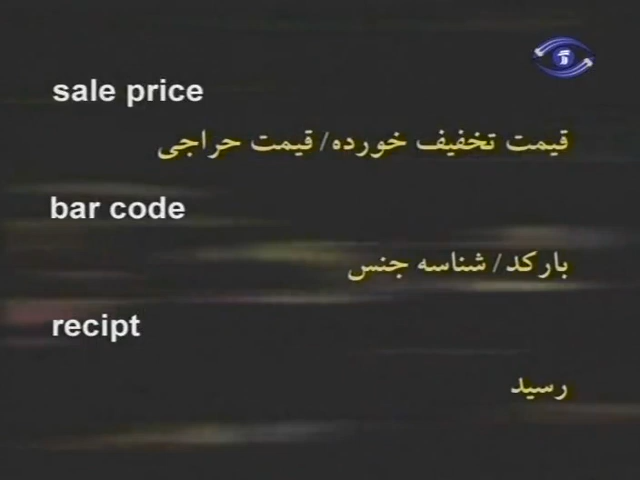 sale price
قیمت تخفیف خورده/ قیمت حراجی
bar code
بارکد/ شناسه جنس
recipt
رسید